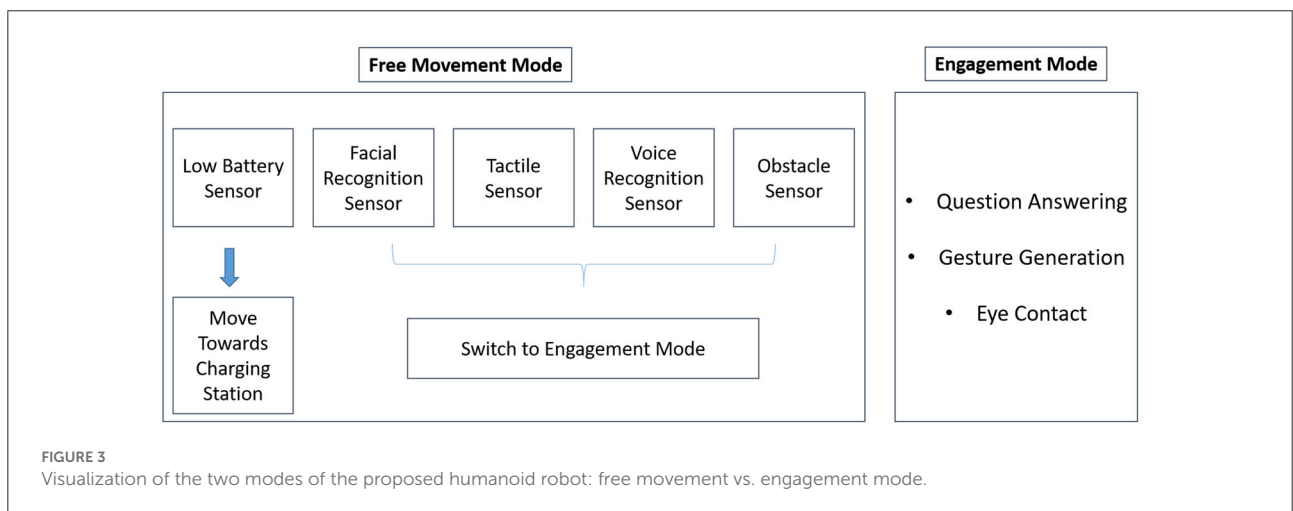 Free Movement Mode
Engagement Mode
Low Battery
Sensor
Facial
Recognition
Sensor
Tactile
Sensor
Voice
Recognition
Sensor
Obstacle
Sensor
Move
Towards
Charging
Station
Switch to Engagement Mode
• Question Answering
• Gesture Generation
• Eye Contact
FIGURE 3
Visualization of the two modes of the proposed humanoid robot: free movement vs. engagement mode.